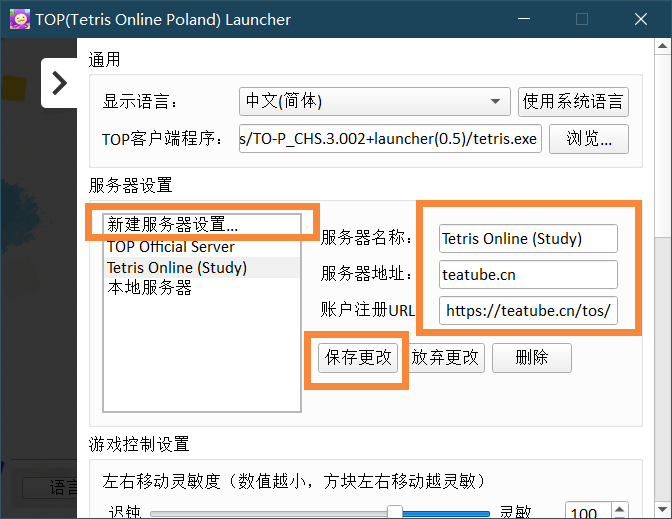 TOP(Tetris Online Poland) Launcher
通用
显示语言：
中文(简体)
使用系统语言
TOP客户端程序：
s/TO-P_CHS.3.002+launcher(0.5)/tetris.exe
浏览...
服务器设置
新建服务器设置...
TOP Official Server
Tetris Online (Study)
本地服务器
服务器名称：
Tetris Online (Study)
服务器地址：
teatube.cn
账户注册URL
https://teatube.cn/tos/
保存更改
放弃更改
删除
游戏控制设置
左右移动灵敏度（数值越小，方块左右移动越灵敏）
语言
迟钝
灵敏
100